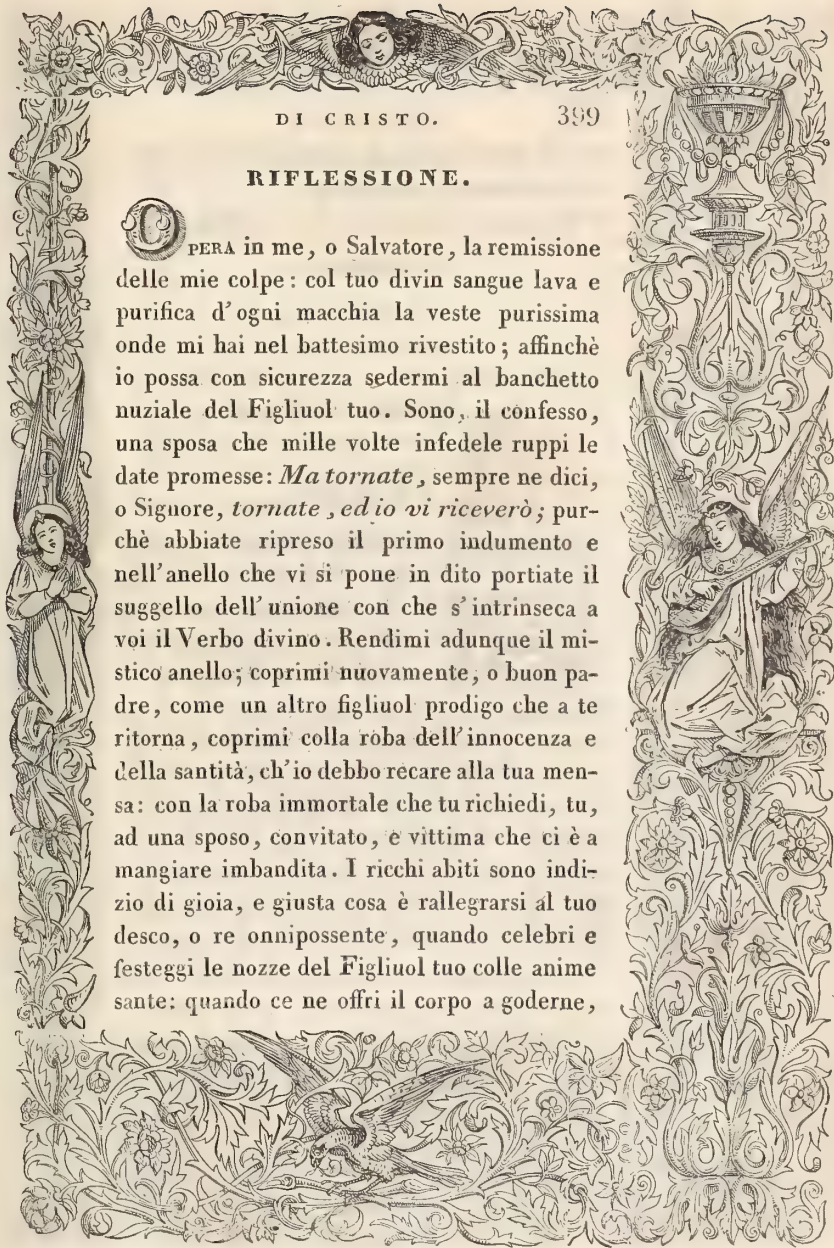 DI CRISTO. 399
RIFLESSIONE.
OPERA in me, o Salvatore, la remissione
delle mie colpe: col tuo divin sangue lava e
purifica d'ogni macchia la veste purissima
onde mi hai nel battesimo rivestito; affinchè
io possa con sicurezza sedermi al banchetto
nuziale del Figliuol tuo. Sono, il confesso,
una sposa che mille volte infedele ruppi le
date promesse: Ma tornate, sempre ne dici,
o Signore, tornate, ed io vi riceverò; pur-
chè abbiate ripreso il primo indumento e
nell'anello che vi si pone in dito portiate il
suggello dell'unione con che s'intrinseca a
voi il Verbo divino. Rendimi adunque il mi-
stico anello; coprimi nuovamente, o buon pa-
dre, come un altro figliuol prodigo che a te
ritorna, coprimi colla roba dell'innocenza e
della santità, ch'io debbo recare alla tua men-
sa: con la roba immortale che tu richiedi, tu,
ad una sposo, convitato, e vittima che ci è a
mangiare imbandita. I ricchi abiti sono indi-
zio di gioia, e giusta cosa è rallegrarsi al tuo
desco, o re onnipossente, quando celebri e
festeggi le nozze del Figliuol tuo colle anime
sante: quando ce ne offri il corpo a goderne,